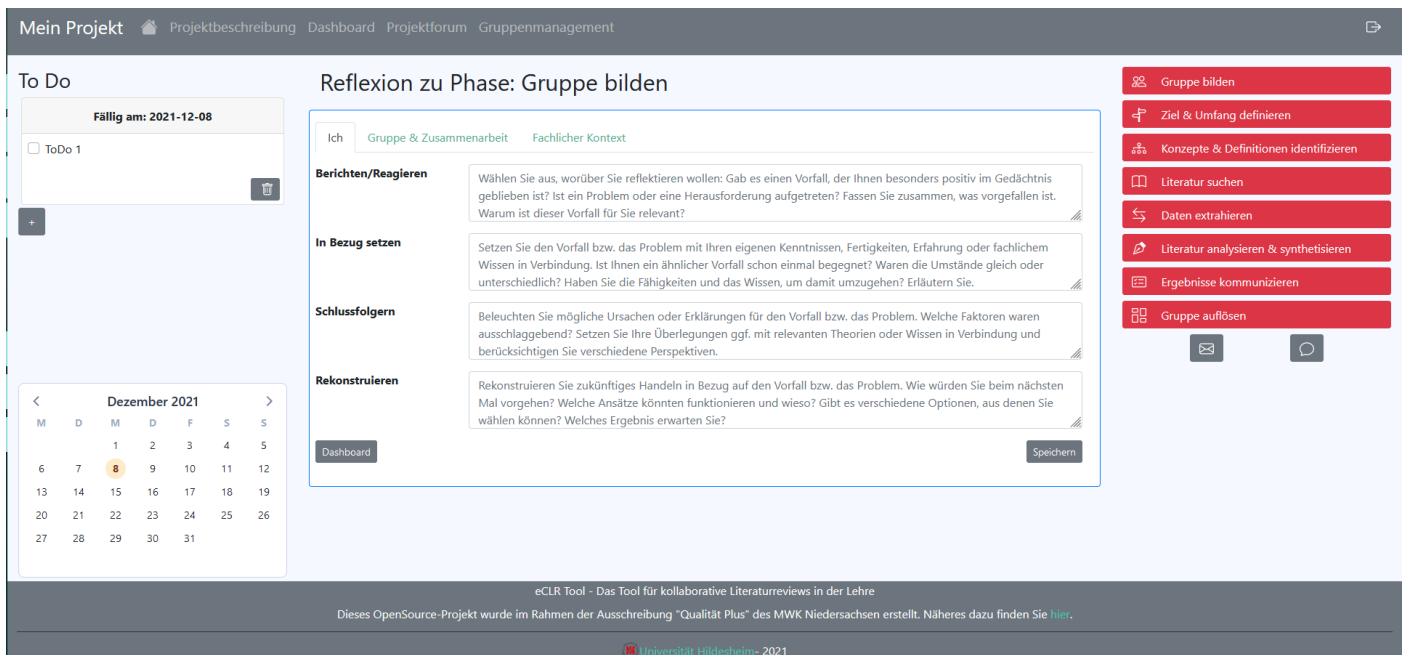 Mein Projekt Projektbeschreibung Dashboard Projektforum Gruppenmanagement
To Do
Fällig am: 2021-12-08
ToDo 1
+
Dezember 2021
M D M D F S S
1 2 3 4 5
6 7 8 9 10 11 12
13 14 15 16 17 18 19
20 21 22 23 24 25 26
27 28 29 30 31
Reflexion zu Phase: Gruppe bilden
Ich Gruppe & Zusammenarbeit Fachlicher Kontext
Berichten/Reagieren
Wählen Sie aus, worüber Sie reflektieren wollen: Gab es einen Vorfall, der Ihnen besonders positiv im Gedächtnis
geblieben ist? Ist ein Problem oder eine Herausforderung aufgetreten? Fassen Sie zusammen, was vorgefallen ist.
Warum ist dieser Vorfall für Sie relevant?
In Bezug setzen
Setzen Sie den Vorfall bzw. das Problem mit Ihren eigenen Kenntnissen, Fertigkeiten, Erfahrung oder fachlichem
Wissen in Verbindung. Ist Ihnen ein ähnlicher Vorfall schon einmal begegnet? Waren die Umstände gleich oder
unterschiedlich? Haben Sie die Fähigkeiten und das Wissen, um damit umzugehen? Erläutern Sie.
Schlussfolgern
Beleuchten Sie mögliche Ursachen oder Erklärungen für den Vorfall bzw. das Problem. Welche Faktoren waren
ausschlaggebend? Setzen Sie Ihre Überlegungen ggf. mit relevanten Theorien oder Wissen in Verbindung und
berücksichtigen Sie verschiedene Perspektiven.
Rekonstruieren
Rekonstruieren Sie zukünftiges Handeln in Bezug auf den Vorfall bzw. das Problem. Wie würden Sie beim nächsten
Mal vorgehen? Welche Ansätze könnten funktionieren und wieso? Gibt es verschiedene Optionen, aus denen Sie
wählen können? Welches Ergebnis erwarten Sie?
Dashboard Speichern
Gruppe bilden
Ziel & Umfang definieren
Konzepte & Definitionen identifizieren
Literatur suchen
Daten extrahieren
Literatur analysieren & synthetisieren
Ergebnisse kommunizieren
Gruppe auflösen
eCLR Tool - Das Tool für kollaborative Literaturreviews in der Lehre
Dieses OpenSource-Projekt wurde im Rahmen der Ausschreibung "Qualität Plus" des MWK Niedersachsen erstellt. Näheres dazu finden Sie hier.
Universität Hildesheim- 2021